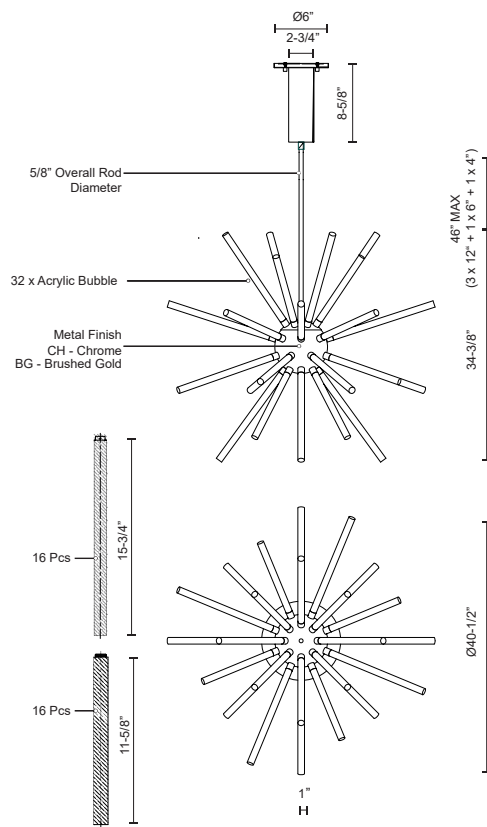 Ø6”
2-3/4”
8-5/8”
5/8” Overall Rod
Diameter
46” MAX
(3 x 12“ + 1 x 6” + 1 x 4”)
32 x Acrylic Bubble
Metal Finish
CH - Chrome
BG - Brushed Gold
34-3/8”
16 Pcs
15-3/4”
Ø40-1/2”
16 Pcs
11-5/8”
1”